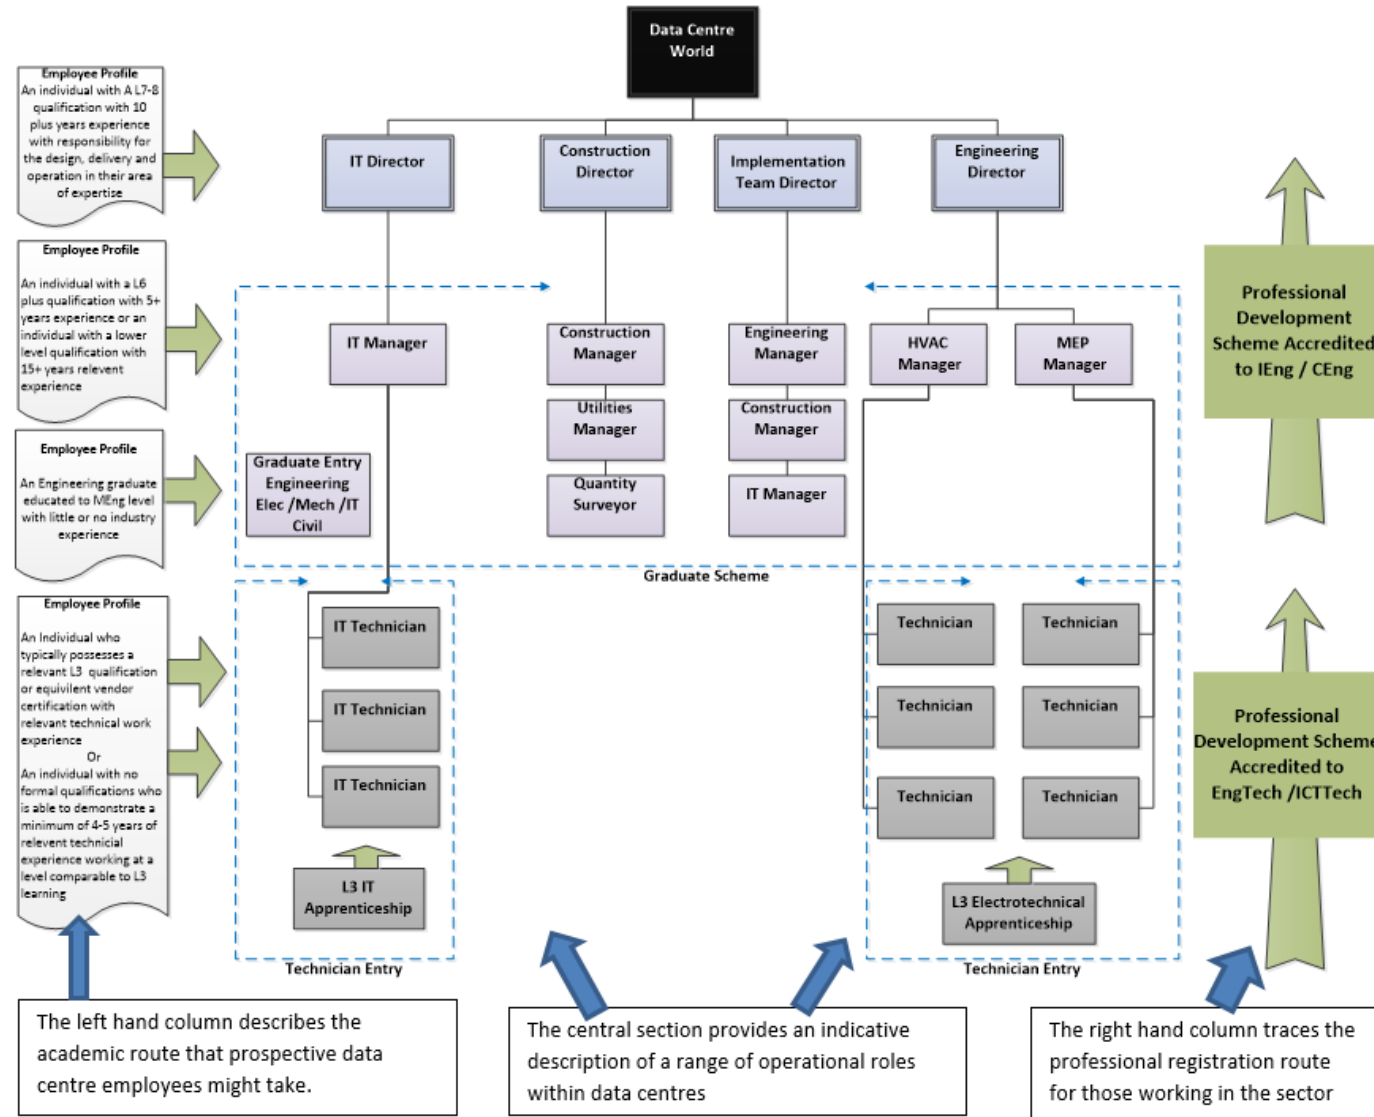 Data Centre
World
Employee Profile
An individual with A L7-8
qualification with 10
plus years experience
with responsibility for
the design, delivery and
operation in their area
of expertise
IT Director
Construction
Director
Implementation
Team Director
Engineering
Director
Employee Profile
An individual with a L6
plus qualification with 5+
years experience or an
individual with a lower
level qualification with
15+ years relevent
experience
IT Manager
Construction
Manager
Utilities
Manager
Quantity
Surveyor
Engineering
Manager
Construction
Manager
IT Manager
HVAC
Manager
MEP
Manager
Professional
Development
Scheme Accredited
to IEng / CEng
Employee Profile
An Engineering graduate
educated to MEng level
with little or no industry
experience
Graduate Entry
Engineering
Elec /Mech /IT
Civil
Graduate Scheme
Employee Profile
An Individual who
typically possesses a
relevant L3 qualification
or equivilent vendor
certification with
relevant technical work
experience
Or
An individual with no
formal qualifications who
is able to demonstrate a
minimum of 4-5 years of
relevent technicial
experience working at a
level comparable to L3
learning
IT Technician
IT Technician
IT Technician
L3 IT
Apprenticeship
Technician Entry
Technician
Technician
Technician
Technician
Technician
Technician
L3 Electrotechnical
Apprenticeship
Technician Entry
Professional
Development Scheme
Accredited to
EngTech /ICTTech
The left hand column describes the
academic route that prospective data
centre employees might take.
The central section provides an indicative
description of a range of operational roles
within data centres
The right hand column traces the
professional registration route
for those working in the sector